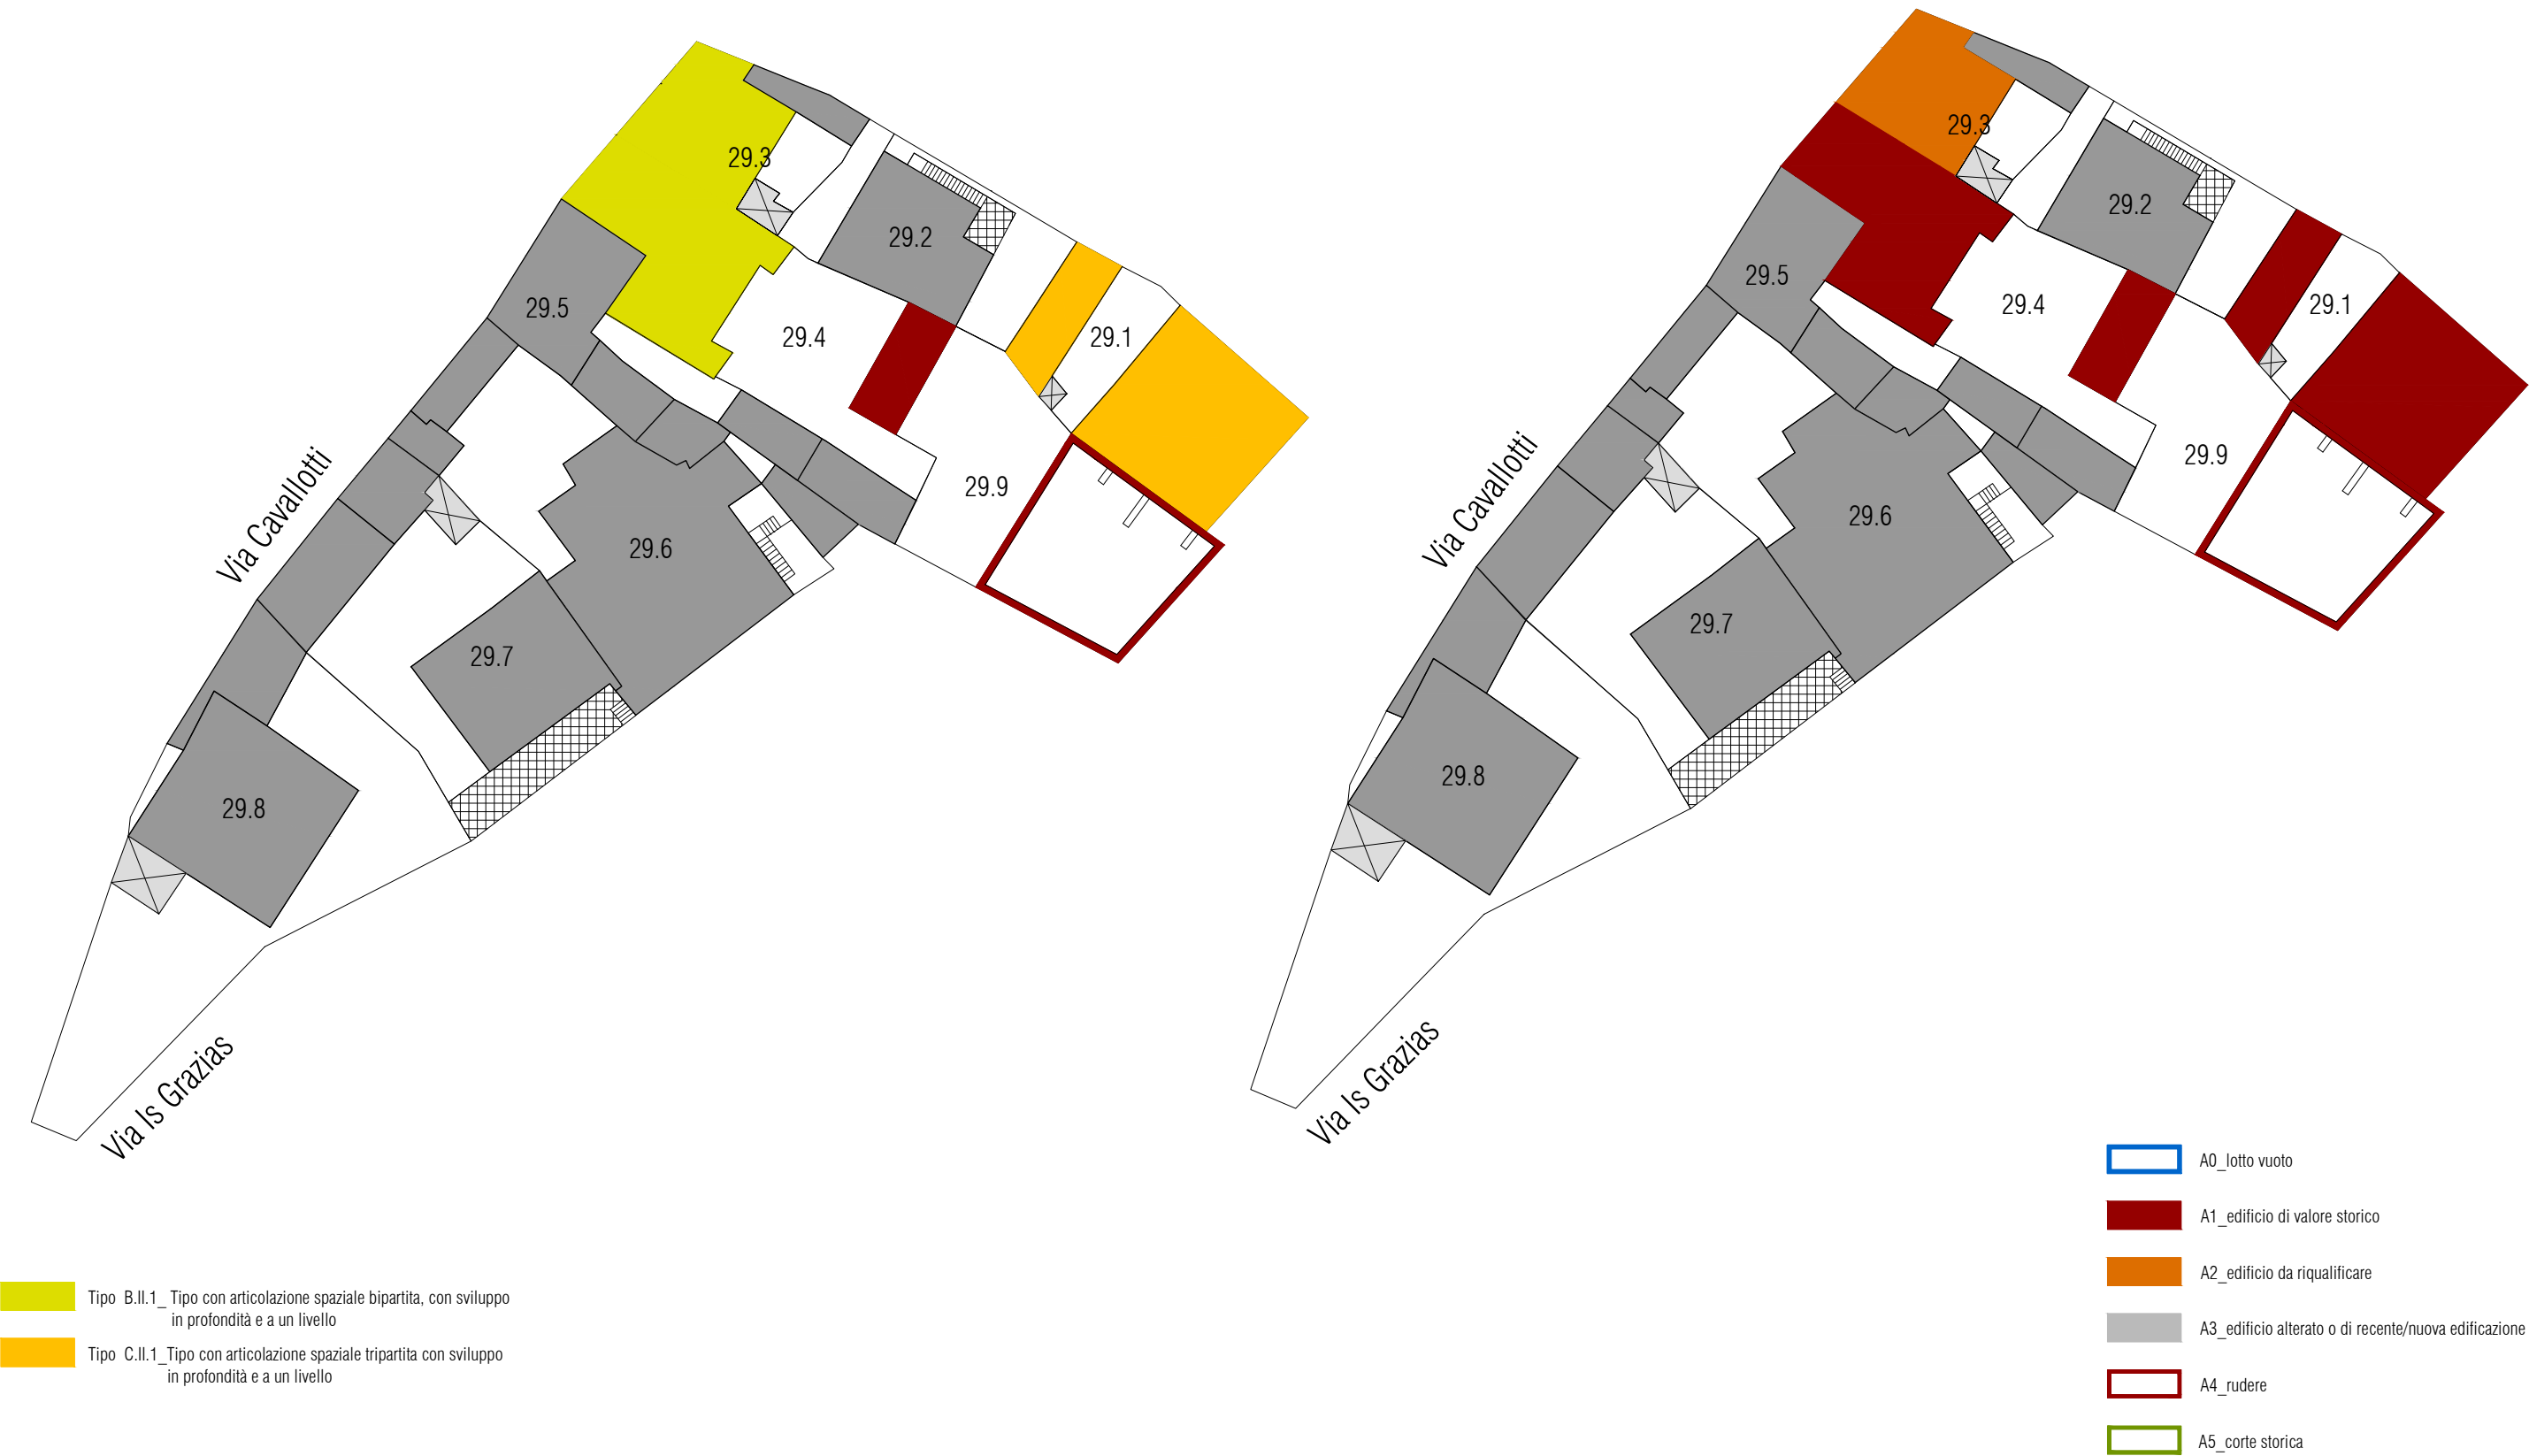 29.3
29.2
29.5
29.4
29.1
29.9
29.6
29.7
29.8
Via Cavallotti
Via Is Grazias
29.3
29.2
29.5
29.4
29.1
29.9
29.6
29.7
29.8
Via Cavallotti
Via Is Grazias
Tipo B.II.1_ Tipo con articolazione spaziale bipartita, con sviluppo
in profondità e a un livello
Tipo C.II.1_Tipo con articolazione spaziale tripartita con sviluppo
in profondità e a un livello
A0_lotto vuoto
A1_edificio di valore storico
A2_edificio da riqualificare
A3_edificio alterato o di recente/nuova edificazione
A4_rudere
A5_corte storica